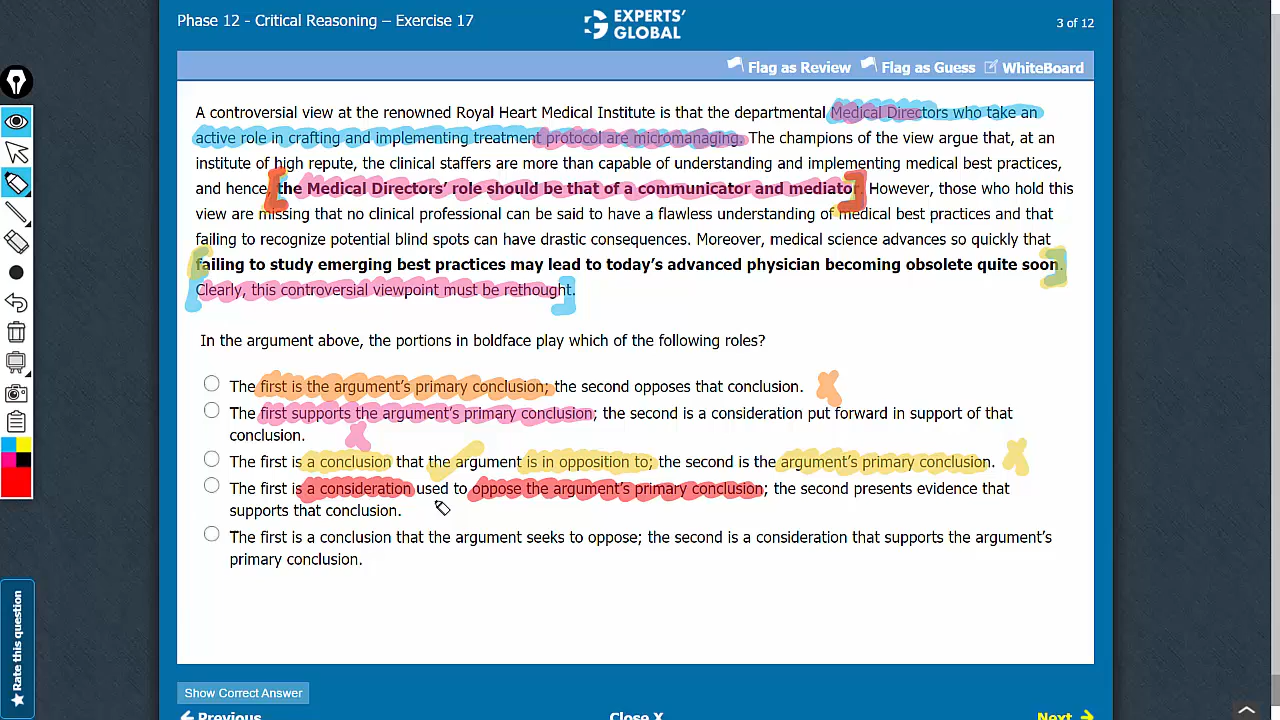 Phase 12 - Critical Reasoning – Exercise 17
EXPERTS'
GLOBAL
3 of 12
Flag as Review
Flag as Guess
WhiteBoard
A controversial view at the renowned Royal Heart Medical Institute is that the departmental Medical Directors who take an
active role in crafting and implementing treatment protocol are micromanaging. The champions of the view argue that, at an
institute of high repute, the clinical staffers are more than capable of understanding and implementing medical best practices,
and hence, the Medical Directors' role should be that of a communicator and mediator. However, those who hold this
view are missing that no clinical professional can be said to have a flawless understanding of medical best practices and that
failing to recognize potential blind spots can have drastic consequences. Moreover, medical science advances so quickly that
failing to study emerging best practices may lead to today's advanced physician becoming obsolete quite soon.
Clearly, this controversial viewpoint must be rethought.
In the argument above, the portions in boldface play which of the following roles?
The first is the argument's primary conclusion; the second opposes that conclusion.
The first supports the argument's primary conclusion; the second is a consideration put forward in support of that
conclusion.
The first is a conclusion that the argument is in opposition to; the second is the argument's primary conclusion.
The first is a consideration used to oppose the argument's primary conclusion; the second presents evidence that
supports that conclusion.
The first is a conclusion that the argument seeks to oppose; the second is a consideration that supports the argument's
primary conclusion.
Rate this question
Show Correct Answer
Previous
Close X
Next